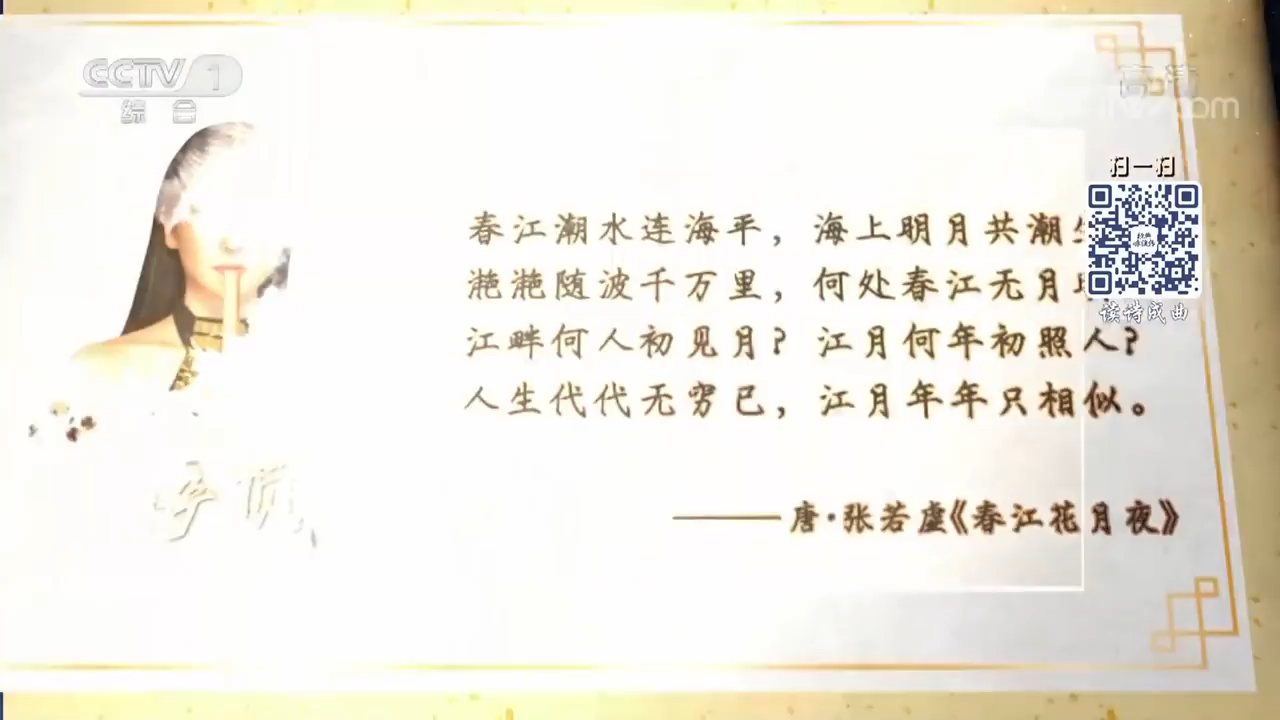 CCTV 1
综合
高清
扫一扫
春江潮水连海平，海上明月共潮
滟滟随波千万里，何处春江无月
江畔何人初见月？江月何年初照人？
人生代代无穷已，江月年年只相似。
——唐·张若虚《春江花月夜》
读诗成曲